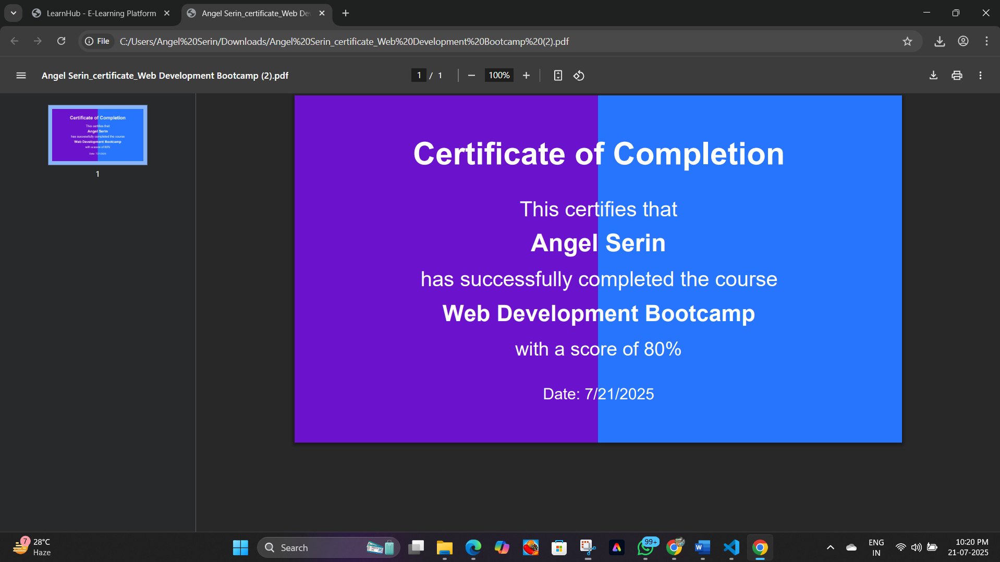 LearnHub - E-Learning Platform
Angel Serin_certificate_Web De
File
C:/Users/Angel%20Serin/Downloads/Angel%20Serin_certificate_Web%20Development%20Bootcamp%20(2).pdf
Angel Serin_certificate_Web Development Bootcamp (2).pdf
1 / 1
100%
Certificate of Completion
This certifies that
Angel Serin
has successfully completed the course
Web Development Bootcamp
with a score of 80%
Date: 7/21/2025
1
Certificate of Completion
This certifies that
Angel Serin
has successfully completed the course
Web Development Bootcamp
with a score of 80%
Date: 7/21/2025
7
28°C
Haze
Search
99+
W
ENG
IN
10:20 PM
21-07-2025